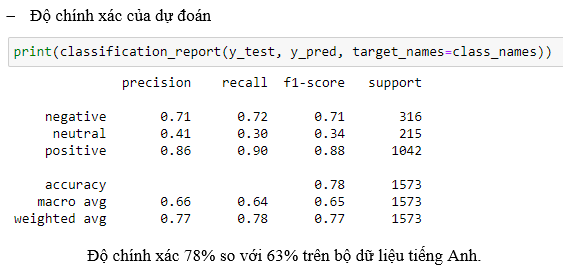 – Độ chính xác của dự đoán
print(classification_report(y_test, y_pred, target_names=class_names))
precision recall f1-score support
negative 0.71 0.72 0.71 316
neutral 0.41 0.30 0.34 215
positive 0.86 0.90 0.88 1042
accuracy 0.78 1573
macro avg 0.66 0.64 0.65 1573
weighted avg 0.77 0.78 0.77 1573
Độ chính xác 78% so với 63% trên bộ dữ liệu tiếng Anh.